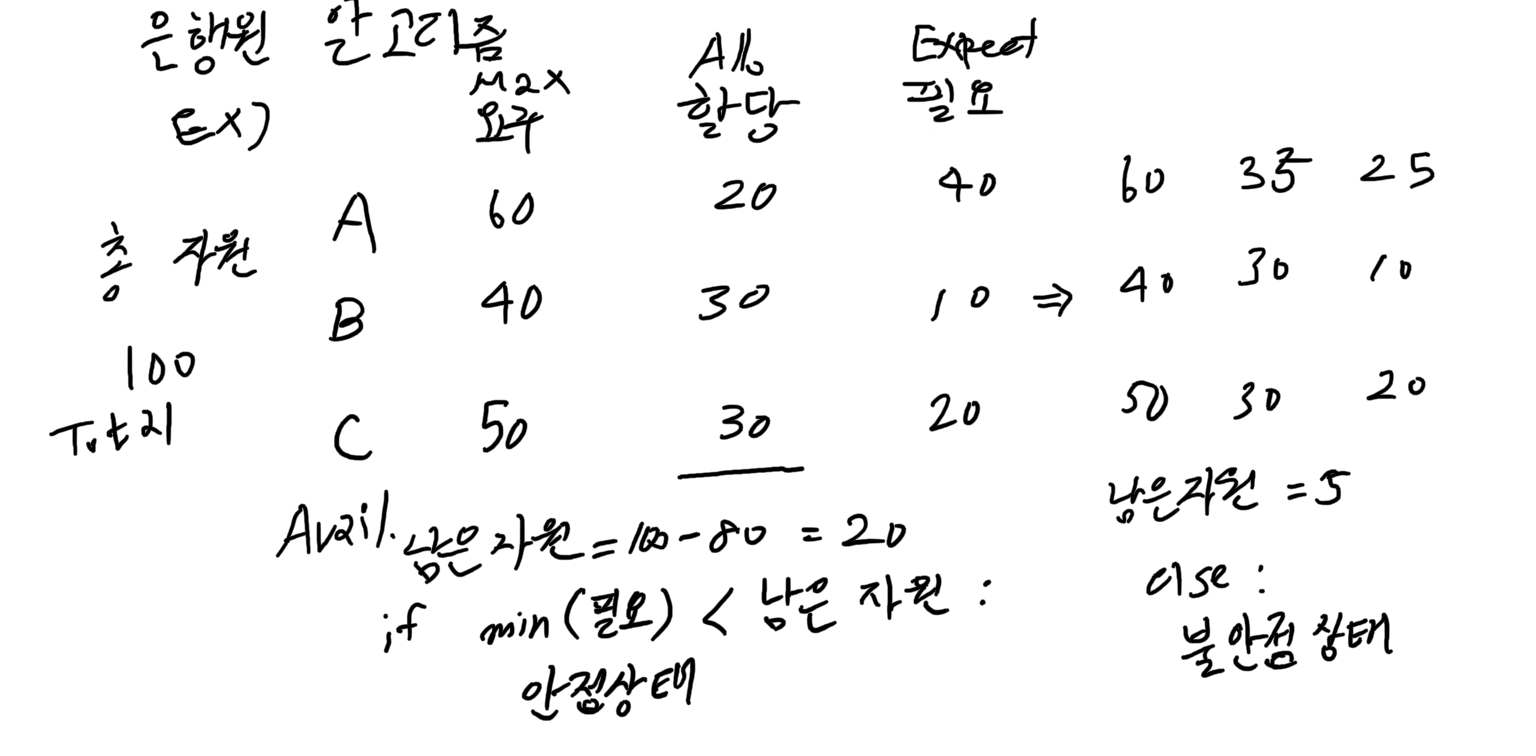 은행원 알고리즘
EX)
Max 요구 Allo 할당 Expect 필요
총 자원 100 Total
A 60 20 40 60 35 25
B 40 30 10 ⇒ 40 30 10
C 50 30 20 50 30 20
Avail. 남은자원 = 100 - 80 = 20
남은자원 = 5
if min(필요) < 남은 자원 :
안점상태
else :
불안점 상태